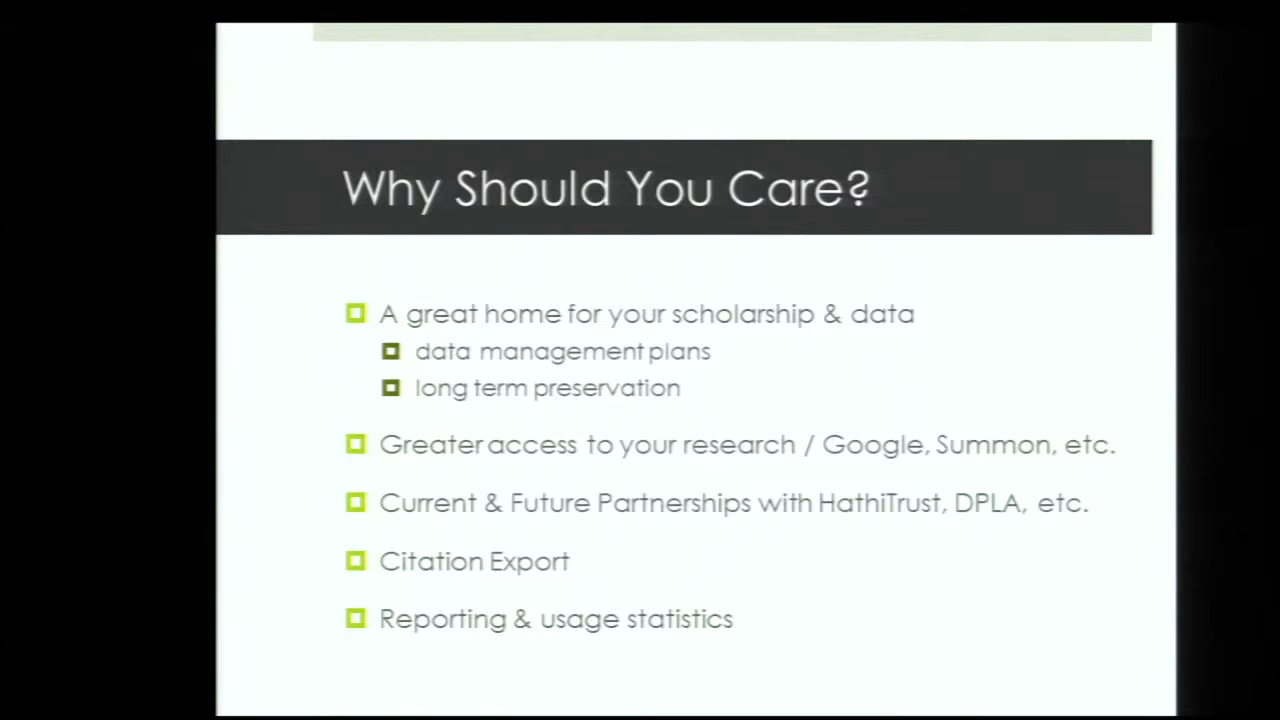 Why Should You Care?
A great home for your scholarship & data
data management plans
long term preservation
Greater access to your research / Google, Summon, etc.
Current & Future Partnerships with HathiTrust, DPLA, etc.
Citation Export
Reporting & usage statistics